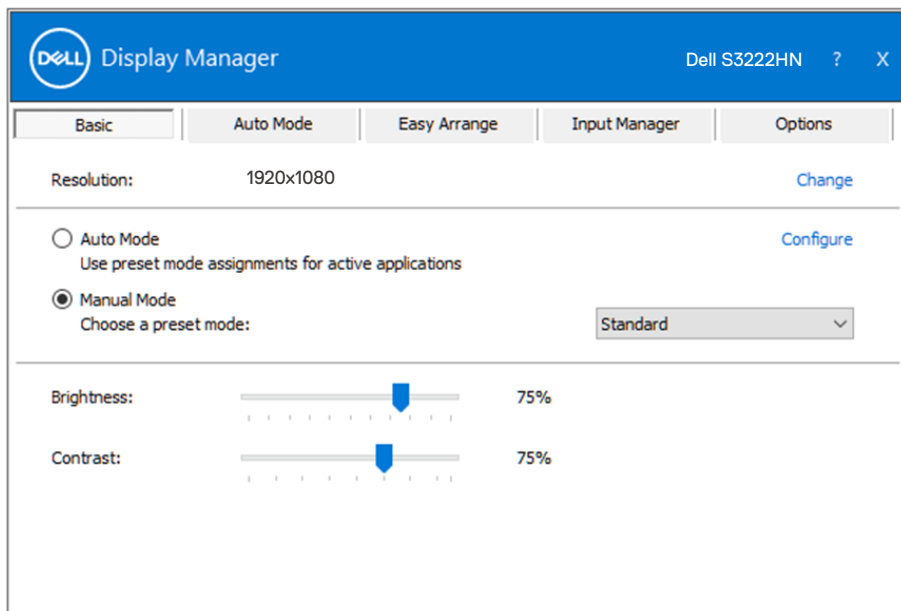 DELL Display Manager Dell S3222HN ? X
Basic Auto Mode Easy Arrange Input Manager Options
Resolution: 1920x1080 Change
Auto Mode Configure
Use preset mode assignments for active applications
Manual Mode
Choose a preset mode: Standard
Brightness: 75%
Contrast: 75%